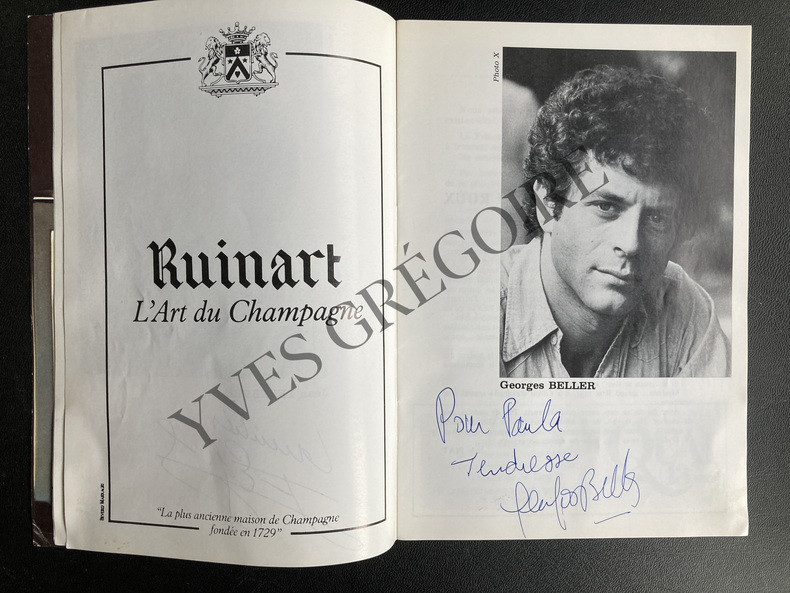 Ruinart
L'Art du Champagne
"La plus ancienne maison de Champagne
fondée en 1729"
YVES GRÉGOIRE
Photo X
Georges BELLER
Pour Paula
Tendresse